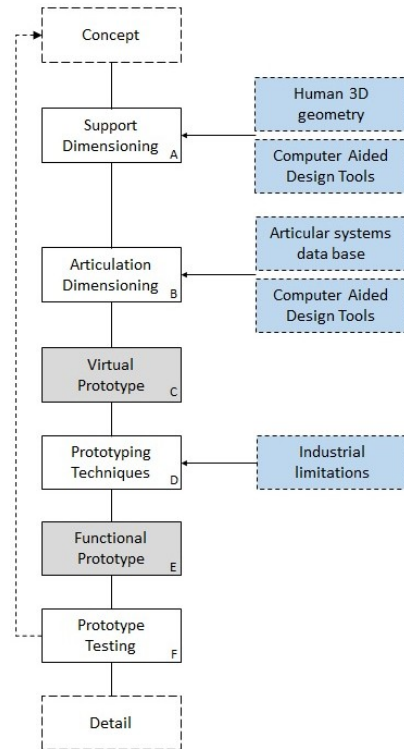 Concept
Human 3D
geometry
Support
Dimensioning
A
Computer Aided
Design Tools
Articular systems
data base
Articulation
Dimensioning
B
Computer Aided
Design Tools
Virtual
Prototype
C
Prototyping
Techniques
D
Industrial
limitations
Functional
Prototype
E
Prototype
Testing
F
Detail